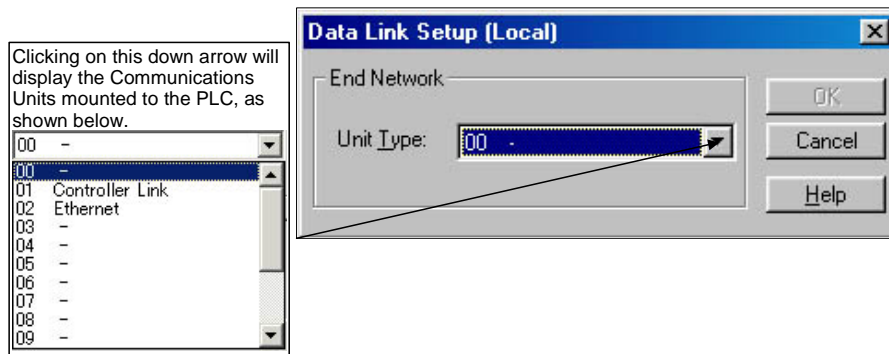 Clicking on this down arrow will
display the Communications
Units mounted to the PLC, as
shown below.
00 -
00 -
01 Controller Link
02 Ethernet
03 -
04 -
05 -
06 -
07 -
08 -
09 -
Data Link Setup (Local)
End Network
Unit Type:
00 -
OK
Cancel
Help